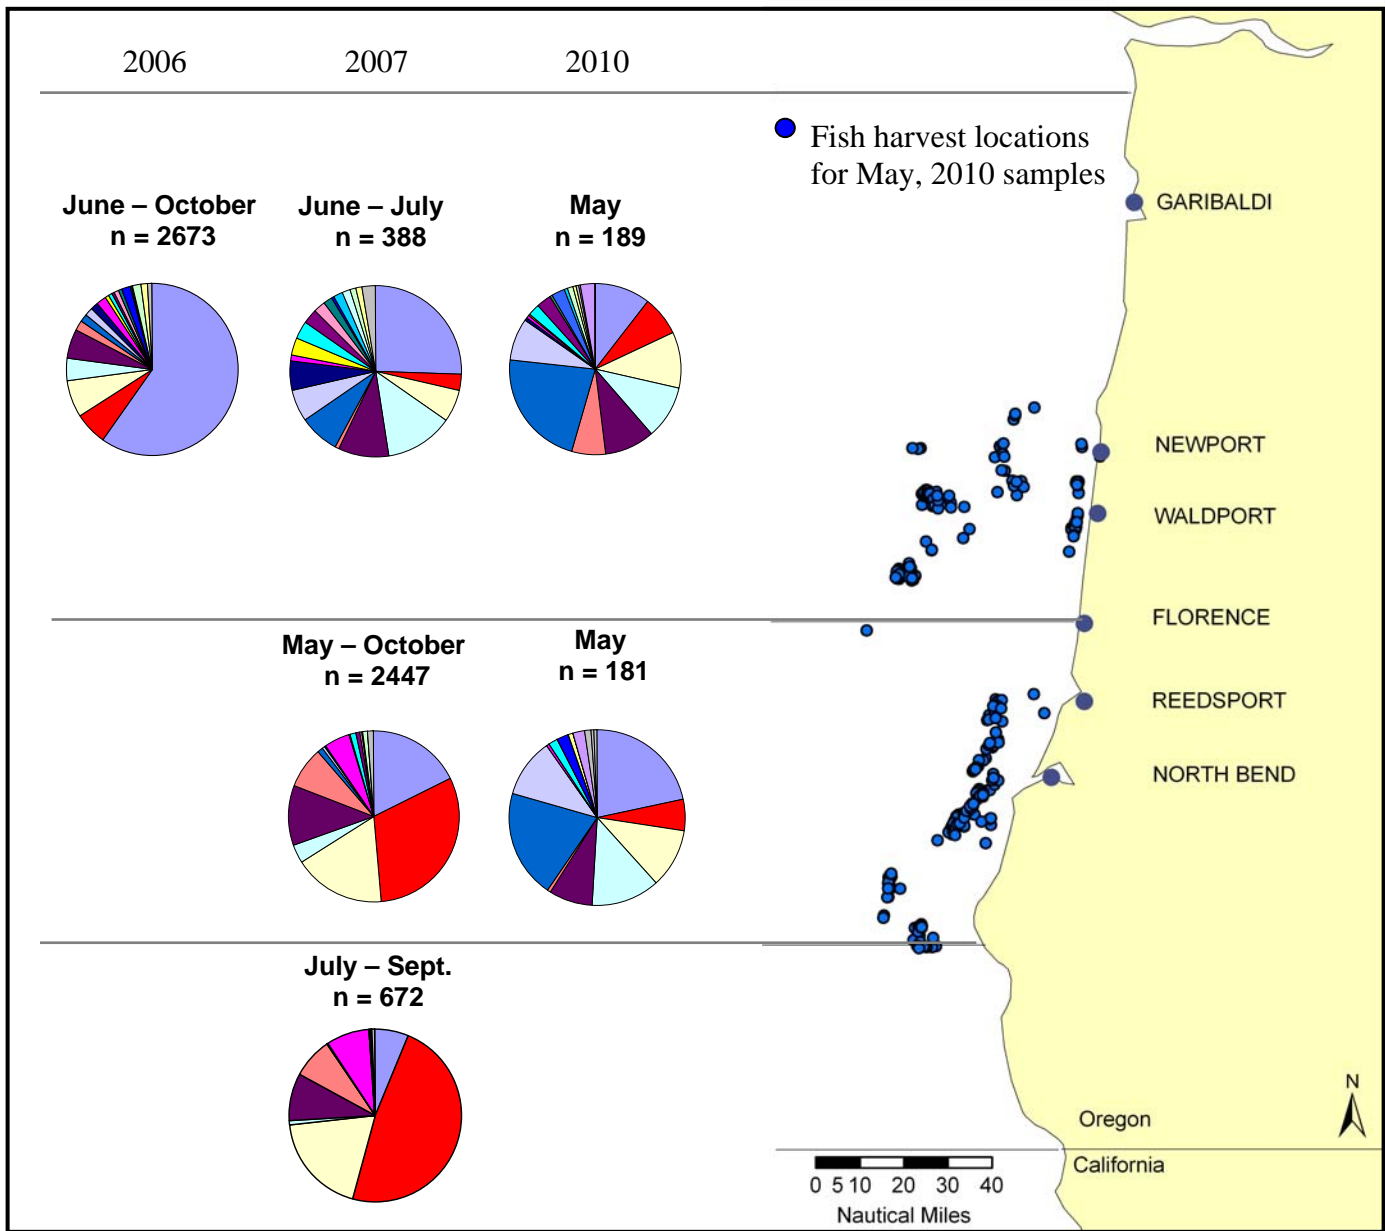 2006
2007
2010
Fish harvest locations
for May, 2010 samples
June – October
n = 2673
June – July
n = 388
May
n = 189
GARIBALDI
NEWPORT
WALDPORT
FLORENCE
May – October
n = 2447
May
n = 181
REEDSPORT
NORTH BEND
July – Sept.
n = 672
N
Oregon
California
0 5 10 20 30 40
Nautical Miles